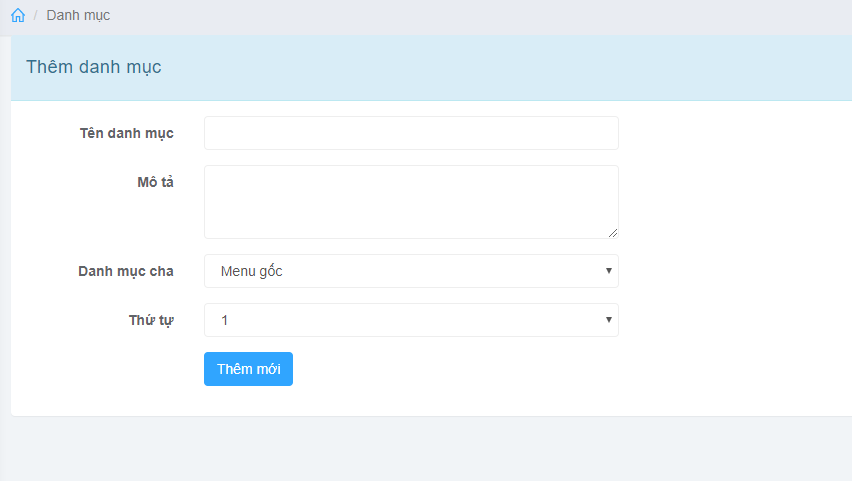 / Danh mục
Thêm danh mục
Tên danh mục
Mô tả
Danh mục cha
Menu gốc
Thứ tự
1
Thêm mới